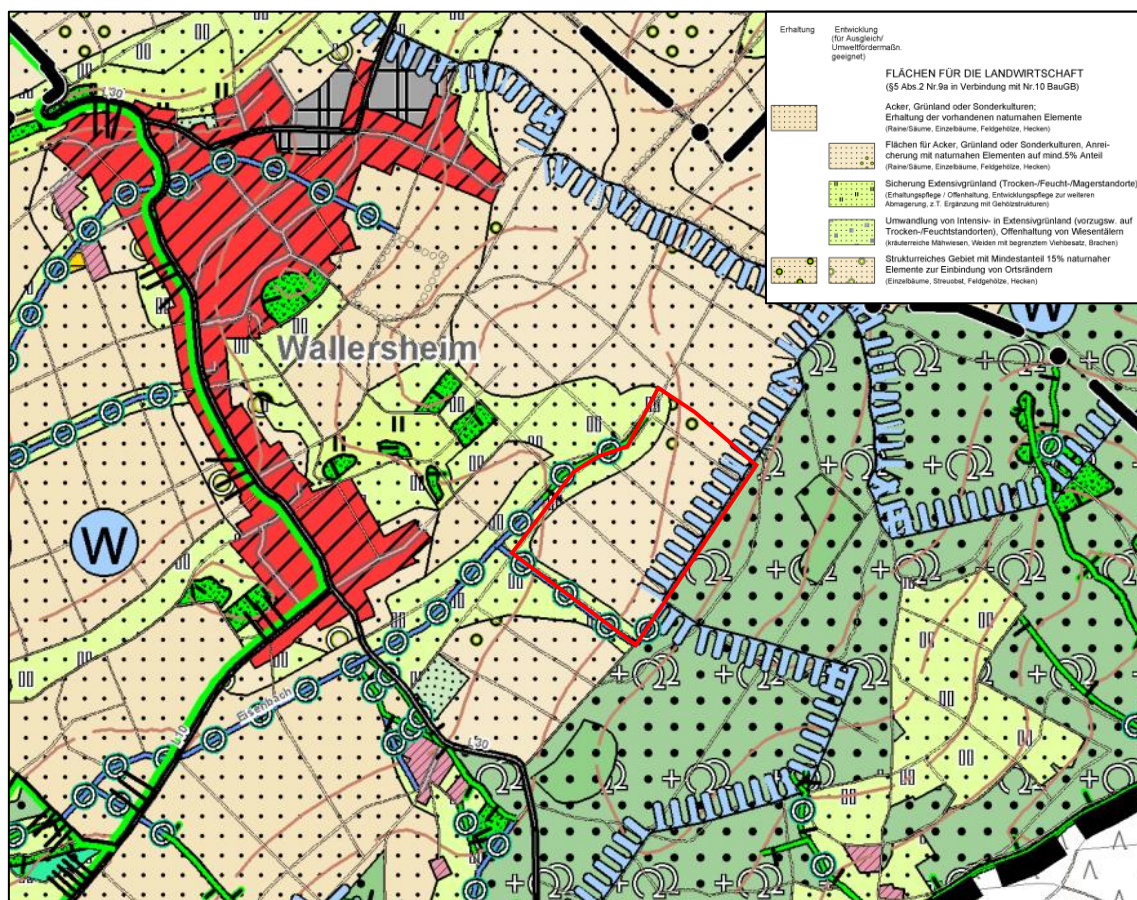 Erhaltung
Entwicklung
(für Ausgleich/
Umweltfördermaßn.
geeignet)
FLÄCHEN FÜR DIE LANDWIRTSCHAFT
(§5 Abs.2 Nr.9a in Verbindung mit Nr.10 BauGB)
Acker, Grünland oder Sonderkulturen;
Erhaltung der vorhandenen naturnahen Elemente
(Raine/Säume, Einzelbäume, Feldgehölze, Hecken)
Flächen für Acker, Grünland oder Sonderkulturen, Anrei-
cherung mit naturnahen Elementen auf mind.5% Anteil
(Raine/Säume, Einzelbäume, Feldgehölze, Hecken)
Sicherung Extensivgrünland (Trocken-/Feucht-/Magerstandorte)
(Erhaltungspflege / Offenhaltung, Entwicklungspflege zur weiteren
Abmagerung, z.T. Ergänzung mit Gehölzstrukturen)
Umwandlung von Intensiv- in Extensivgrünland (vorzugsw. auf
Trocken-/Feuchtstandorten), Offenhaltung von Wiesentälern
(kräuterreiche Mähwiesen, Weiden mit begrenztem Viehbesatz, Brachen)
Strukturreiches Gebiet mit Mindestanteil 15% naturnaher
Elemente zur Einbindung von Ortsrändern
(Einzelbäume, Streuobst, Feldgehölze, Hecken)
L'30
W
Wallersheim
W
Eisenbach
L'10
L'30